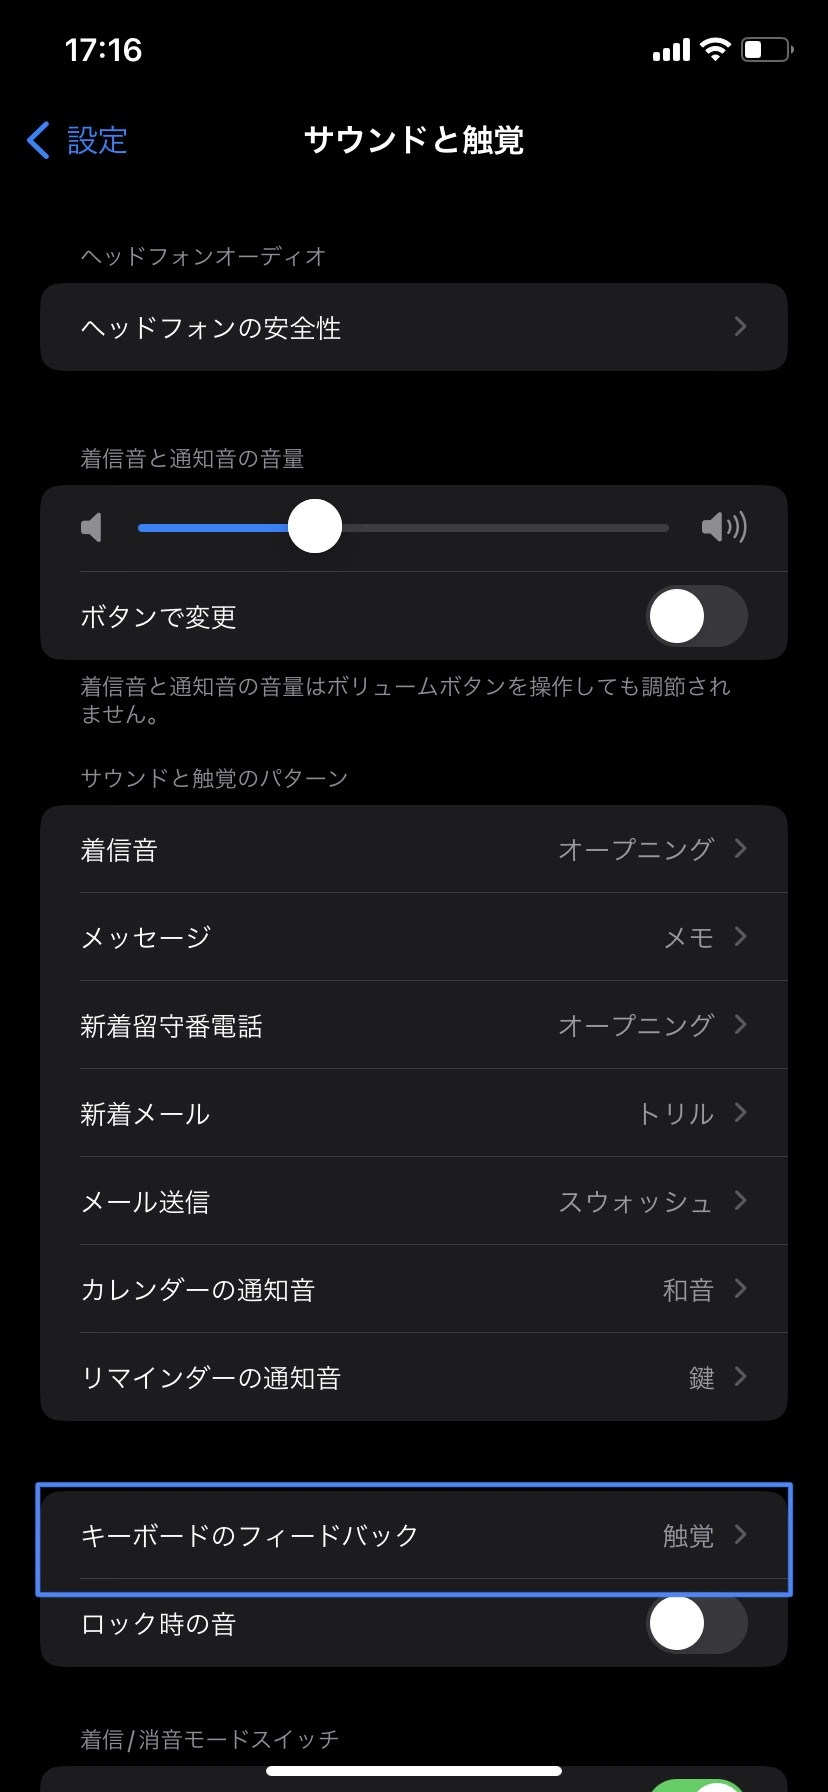 17:16
設定
サウンドと触覚
ヘッドフォンオーディオ
ヘッドフォンの安全性
着信音と通知音の音量
ボタンで変更
着信音と通知音の音量はボリュームボタンを操作しても調節され
ません。
サウンドと触覚のパターン
着信音 オープニング
メッセージ メモ
新着留守番電話 オープニング
新着メール トリル
メール送信 スウォッシュ
カレンダーの通知音 和音
リマインダーの通知音 鍵
キーボードのフィードバック 触覚
ロック時の音
着信/消音モードスイッチ